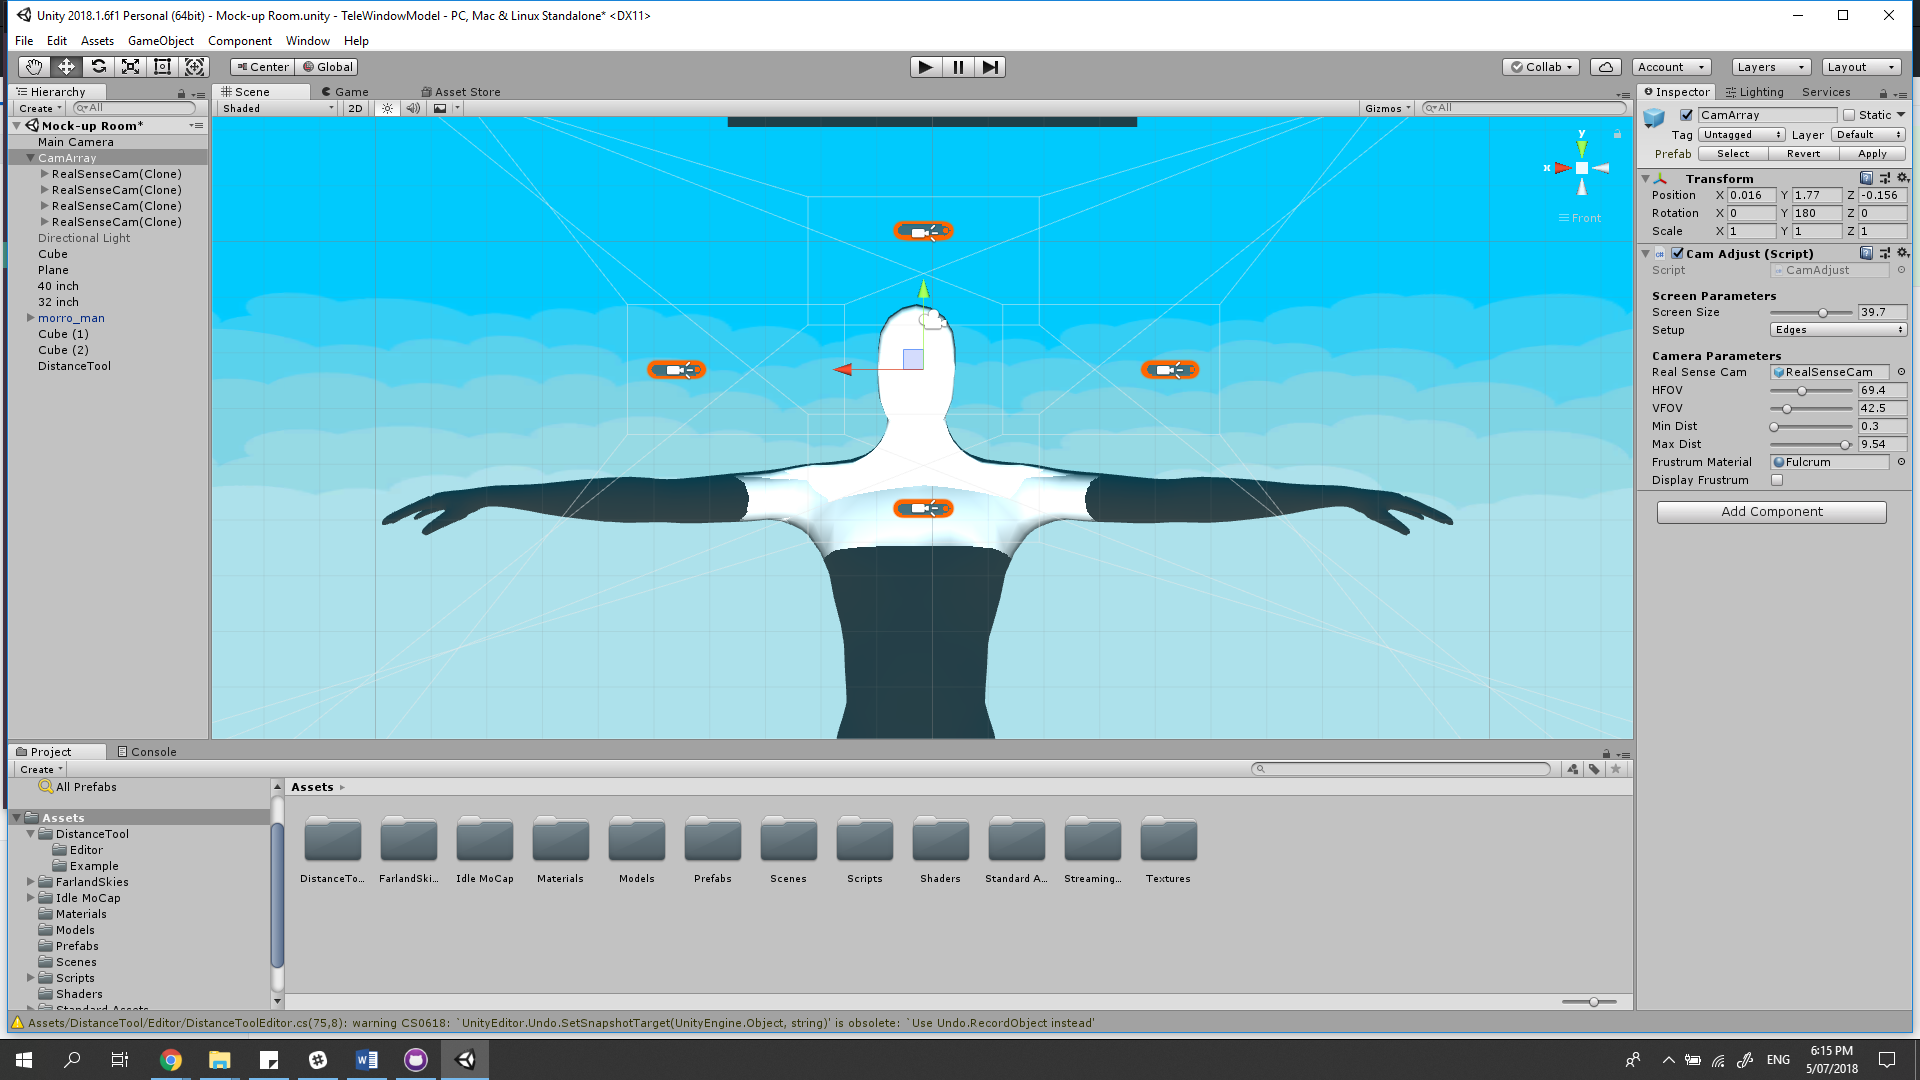 Unity 2018.1.6f1 Personal (64bit) - Mock-up Room.unity - TeleWindowModel - PC, Mac & Linux Standalone* <DX11>
File Edit Assets GameObject Component Window Help
Center Global Collab Account Layers Layout
Hierarchy
Create All
Mock-up Room*
Main Camera
CamArray
RealSenseCam(Clone)
RealSenseCam(Clone)
RealSenseCam(Clone)
RealSenseCam(Clone)
Directional Light
Cube
Plane
40 inch
32 inch
morro_man
Cube (1)
Cube (2)
DistanceTool
Scene Game Asset Store
Shaded 2D Gizmos All
y
x
Front
Inspector Lighting Services
CamArray Static
Tag Untagged Layer Default
Prefab Select Revert Apply
Transform
Position X 0.016 Y 1.77 Z -0.156
Rotation X 0 Y 180 Z 0
Scale X 1 Y 1 Z 1
Cam Adjust (Script)
Script CamAdjust
Screen Parameters
Screen Size 39.7
Setup Edges
Camera Parameters
Real Sense Cam RealSenseCam
HFOV 69.4
VFOV 42.5
Min Dist 0.3
Max Dist 9.54
Frustrum Material Fulcrum
Display Frustrum
Add Component
Project Console
Create
All Prefabs
Assets
DistanceTool
Editor
Example
FarlandSkies
Idle MoCap
Materials
Models
Prefabs
Scenes
Scripts
Shaders
Standard Assets
Assets
DistanceTo... FarlandSki... Idle MoCap Materials Models Prefabs Scenes Scripts Shaders Standard A... Streaming... Textures
Assets/DistanceTool/Editor/DistanceToolEditor.cs(75,8): warning CS0618: `UnityEditor.Undo.SetSnapshotTarget(UnityEngine.Object, string)' is obsolete: `Use Undo.RecordObject instead'
ENG
6:15 PM
5/07/2018